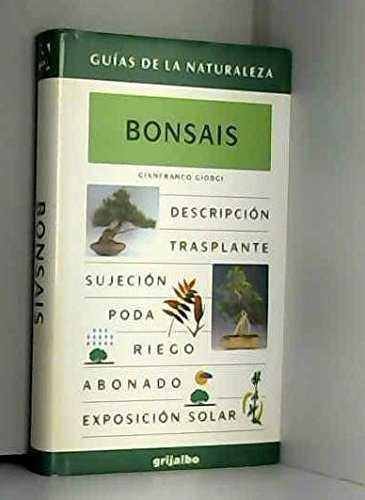 GUÍAS DE LA NATURALEZA
BONSAIS
GIANFRANCO GIORGI
DESCRIPCIÓN
TRASPLANTE
SUJECIÓN
PODA
RIEGO
ABONADO
EXPOSICIÓN SOLAR
grijalbo
BONSAIS